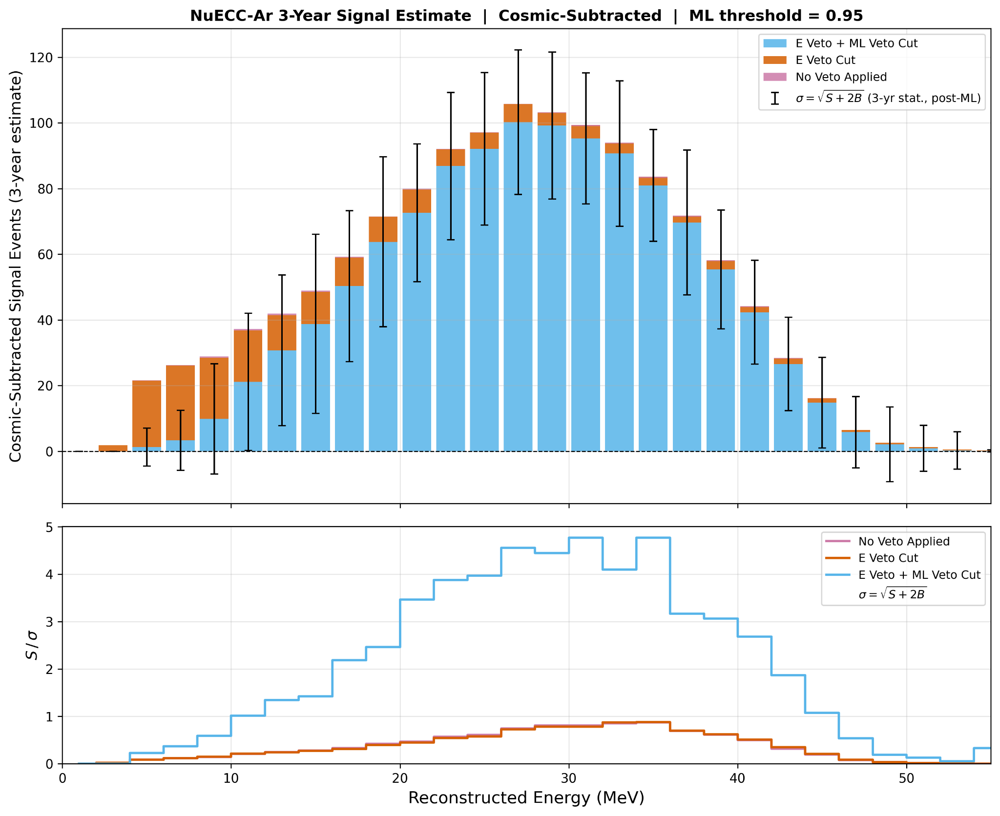 NuECC-Ar 3-Year Signal Estimate | Cosmic-Subtracted | ML threshold = 0.95
Cosmic-Subtracted Signal Events (3-year estimate)
120
100
80
60
40
20
0
E Veto + ML Veto Cut
E Veto Cut
No Veto Applied
σ = √S + 2B (3-yr stat., post-ML)
S / σ
5
4
3
2
1
0
No Veto Applied
E Veto Cut
E Veto + ML Veto Cut
σ = √S + 2B
0 10 20 30 40 50
Reconstructed Energy (MeV)